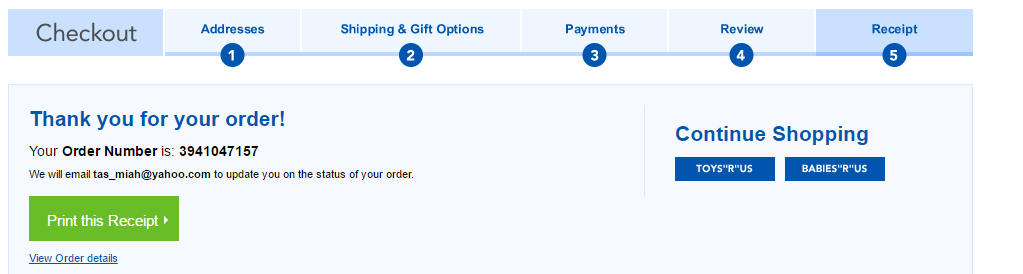 Checkout
Addresses
Shipping & Gift Options
Payments
Review
Receipt
1
2
3
4
5
Thank you for your order!
Your Order Number is: 3941047157
We will email tas_miah@yahoo.com to update you on the status of your order.
Print this Receipt
View Order details
Continue Shopping
TOYS"R"US
BABIES"R"US